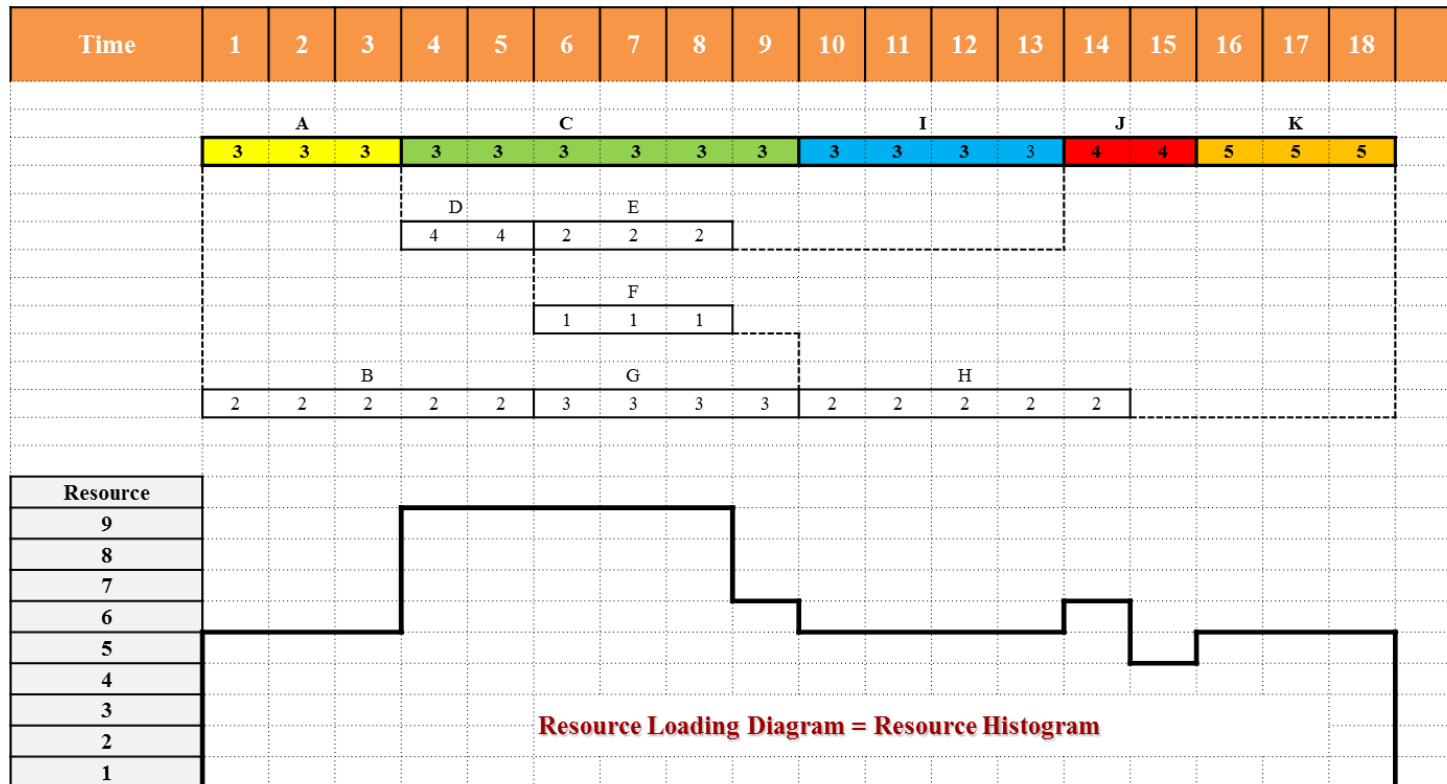 Time 1 2 3 4 5 6 7 8 9 10 11 12 13 14 15 16 17 18
A C I J K
3 3 3 3 3 3 3 3 3 3 3 3 3 4 4 5 5 5
D E
4 4 2 2 2
F
1 1 1
B G H
2 2 2 2 2 3 3 3 3 2 2 2 2 2
Resource
9
8
7
6
5
4
3
Resource Loading Diagram = Resource Histogram
2
1